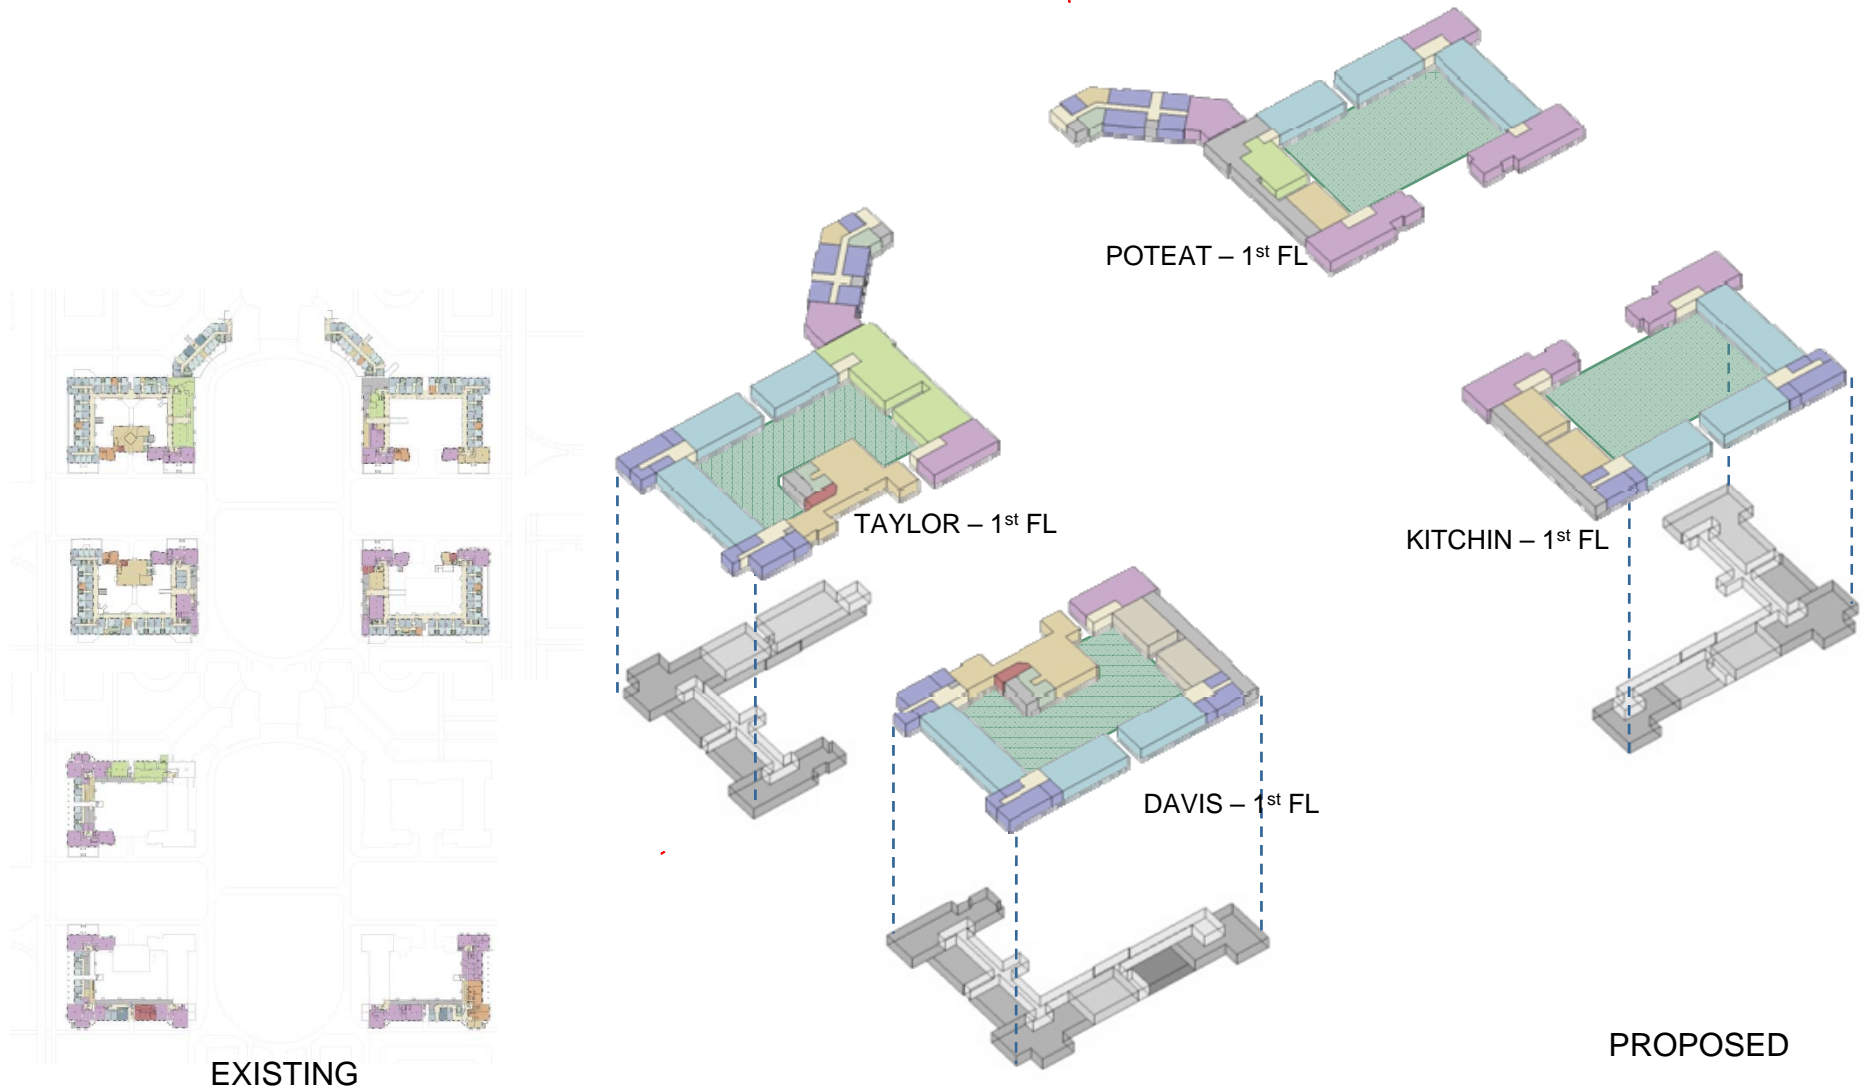 POTEAT – 1st FL
TAYLOR – 1st FL
KITCHIN – 1st FL
DAVIS – 1st FL
PROPOSED
EXISTING